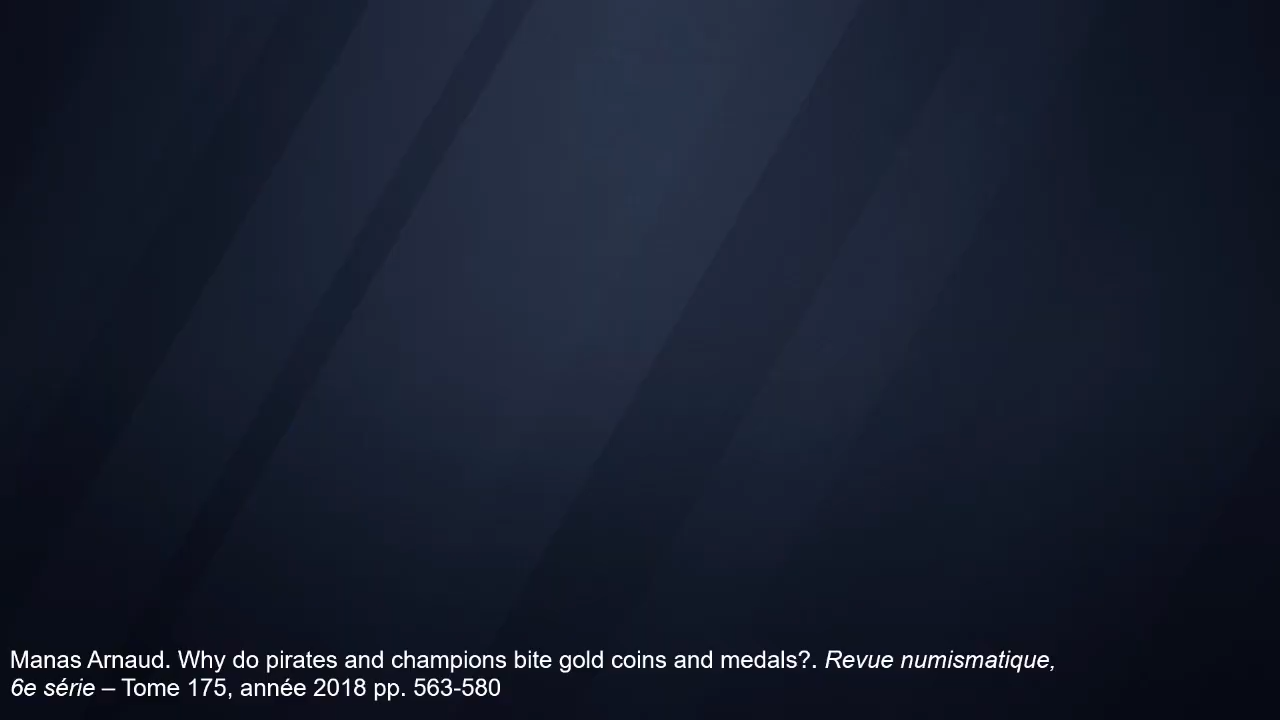 Manas Arnaud. Why do pirates and champions bite gold coins and medals?. Revue numismatique,
6e série – Tome 175, année 2018 pp. 563-580